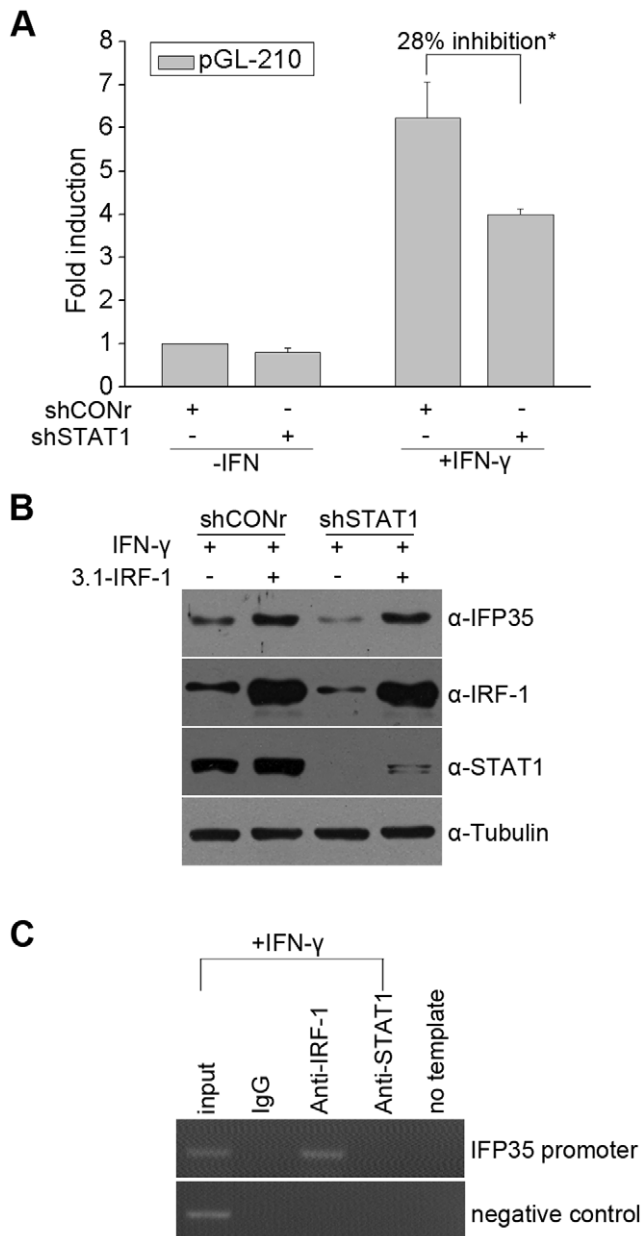 A
28% inhibition*
pGL-210
Fold induction
8
7
6
5
4
3
2
1
0
shCONr + - + -
shSTAT1 - + - +
-IFN +IFN-γ
B
shCONr shSTAT1
IFN-γ + + + +
3.1-IRF-1 - + - +
α-IFP35
α-IRF-1
α-STAT1
α-Tubulin
C
+IFN-γ
input
IgG
Anti-IRF-1
Anti-STAT1
no template
IFP35 promoter
negative control